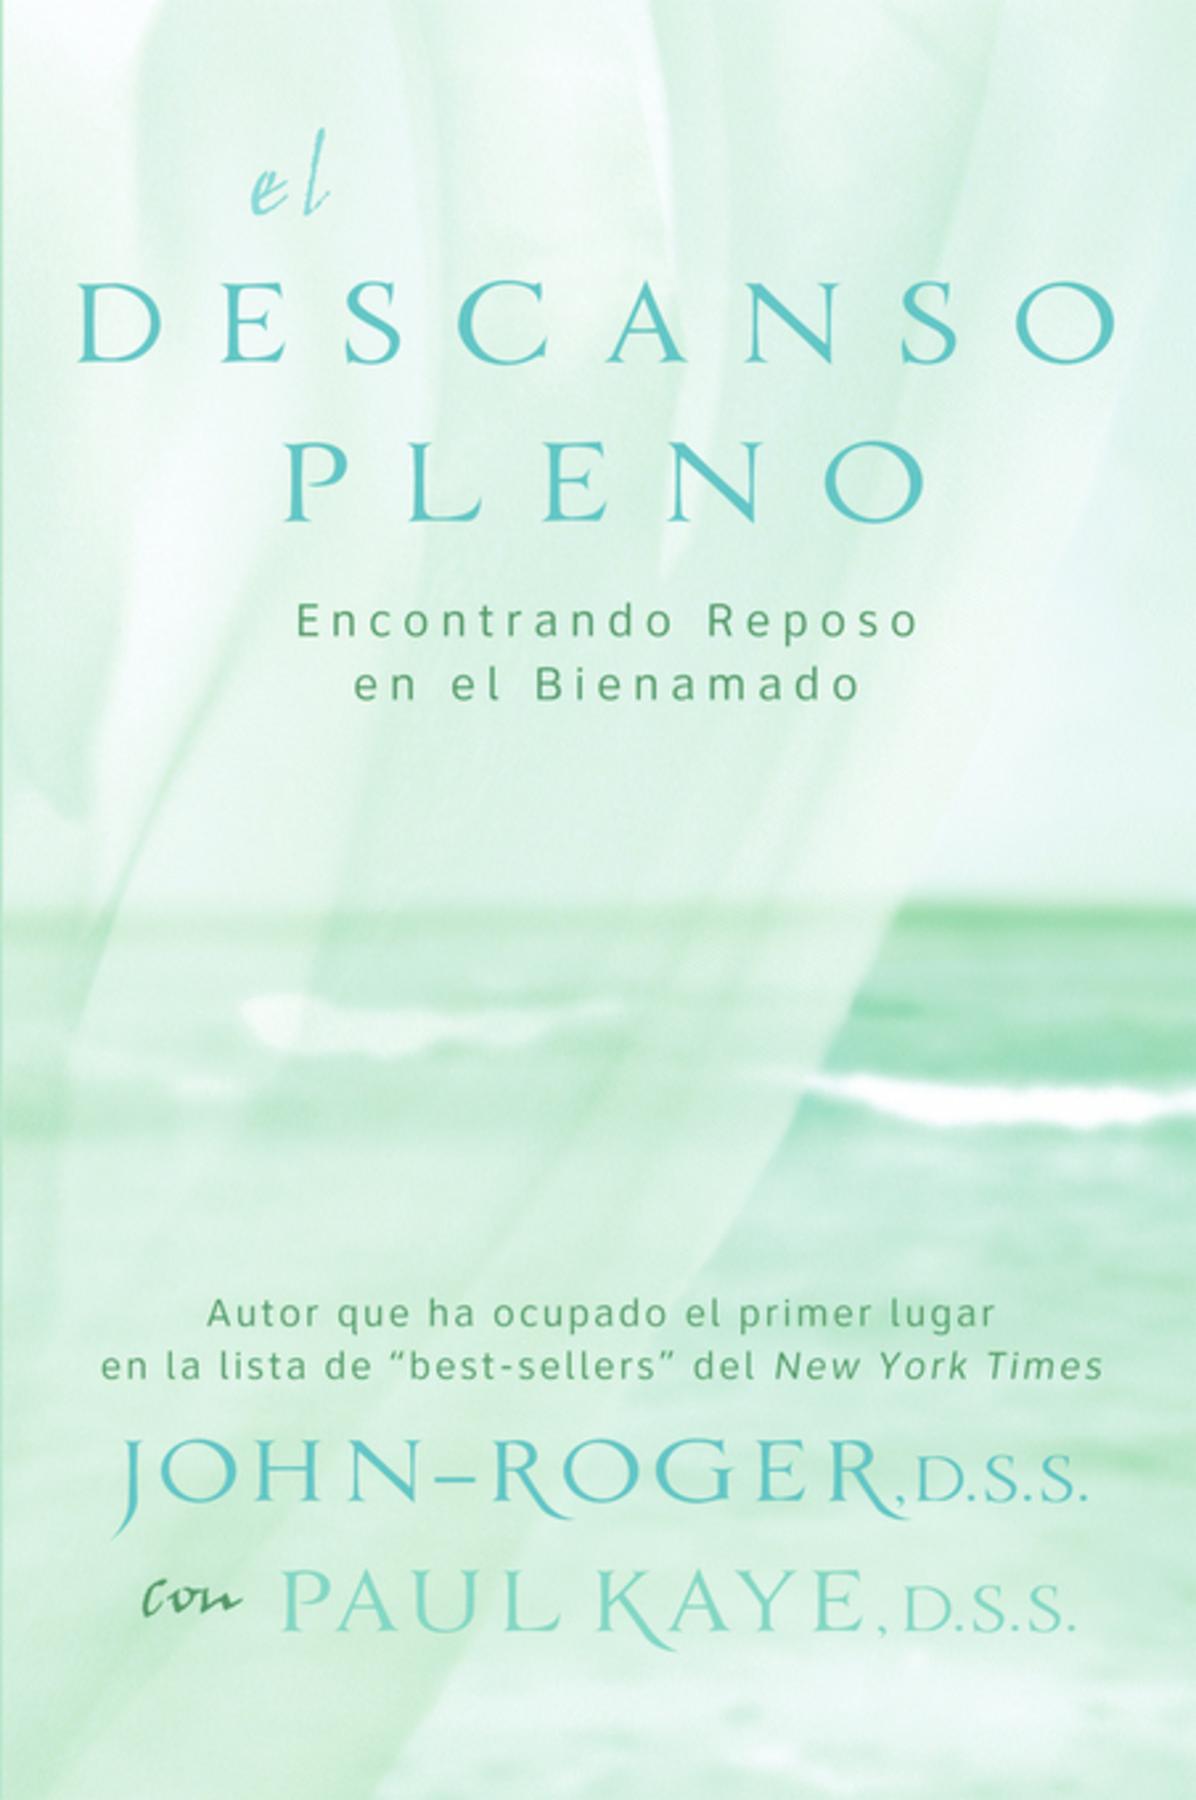 el
DESCANSO
PLENO
Encontrando Reposo
en el Bienamado
Autor que ha ocupado el primer lugar
en la lista de “best-sellers” del New York Times
JOHN–ROGER, D.S.S.
con PAUL KAYE, D.S.S.